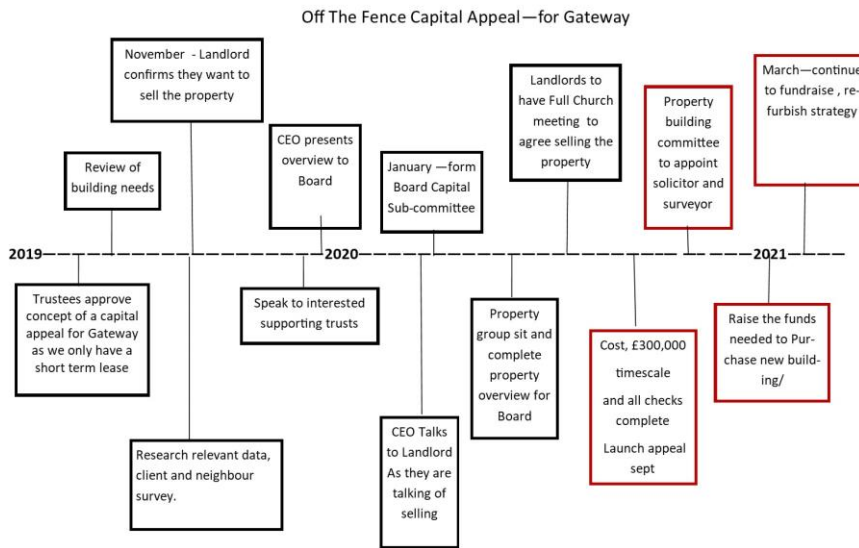 Off The Fence Capital Appeal—for Gateway
November - Landlord
confirms they want to
sell the property
Review of
building needs
CEO presents
overview to
Board
January —form
Board Capital
Sub-committee
Landlords to
have Full Church
meeting to
agree selling the
property
Property
building
committee
to appoint
solicitor and
surveyor
March—continue
to fundraise , re-
furbish strategy
2019
2020
2021
Trustees approve
concept of a capital
appeal for Gateway
as we only have a
short term lease
Research relevant data,
client and neighbour
survey.
Speak to interested
supporting trusts
CEO Talks
to Landlord
As they are
talking of
selling
Property
group sit and
complete
property
overview for
Board
Cost, £300,000
timescale
and all checks
complete
Launch appeal
sept
Raise the funds
needed to Pur-
chase new build-
ing/